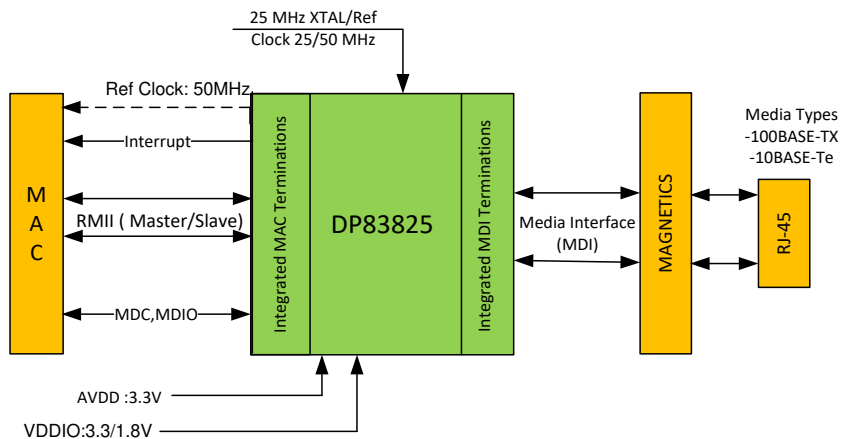 25 MHz XTAL/Ref
Clock 25/50 MHz
Ref Clock: 50MHz
Interrupt
RMII ( Master/Slave)
MDC,MDIO
M
A
C
Integrated MAC Terminations
DP83825
Integrated MDI Terminations
Media Interface
(MDI)
MAGNETICS
Media Types
-100BASE-TX
-10BASE-Te
RJ-45
AVDD :3.3V
VDDIO:3.3/1.8V